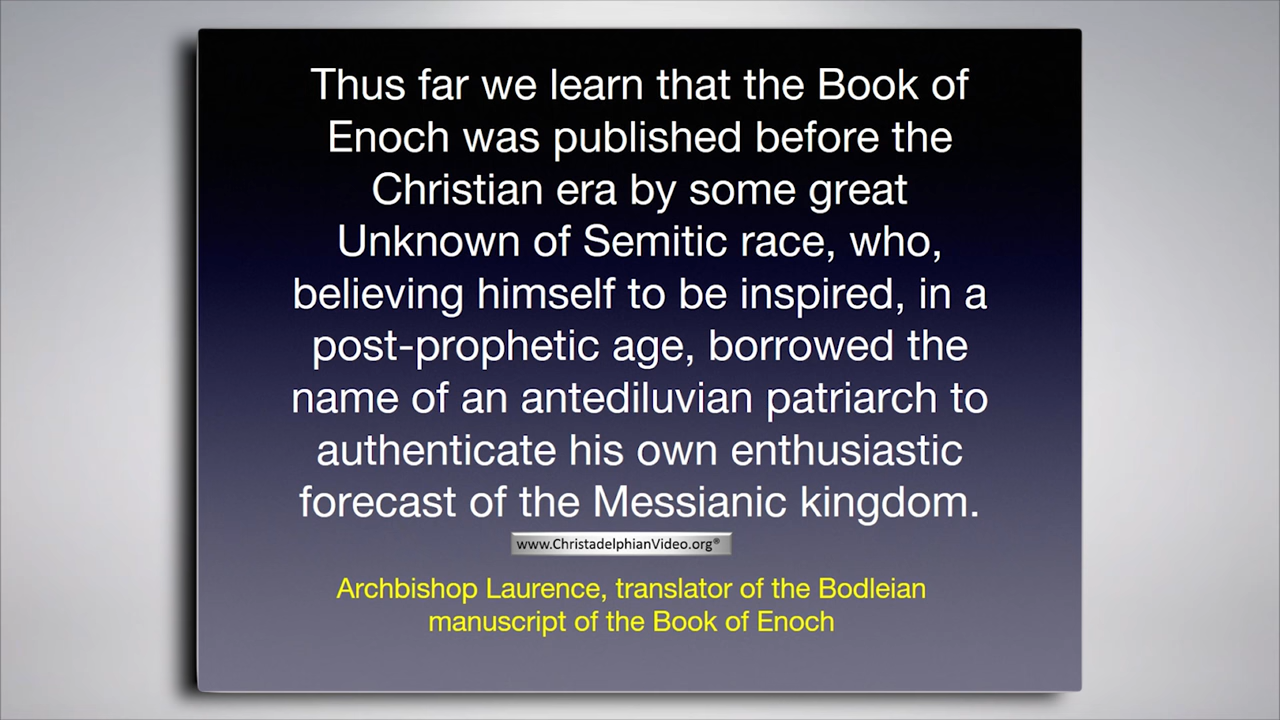 Thus far we learn that the Book of
Enoch was published before the
Christian era by some great
Unknown of Semitic race, who,
believing himself to be inspired, in a
post-prophetic age, borrowed the
name of an antediluvian patriarch to
authenticate his own enthusiastic
forecast of the Messianic kingdom.
www.ChristadelphianVideo.org®
Archbishop Laurence, translator of the Bodleian
manuscript of the Book of Enoch